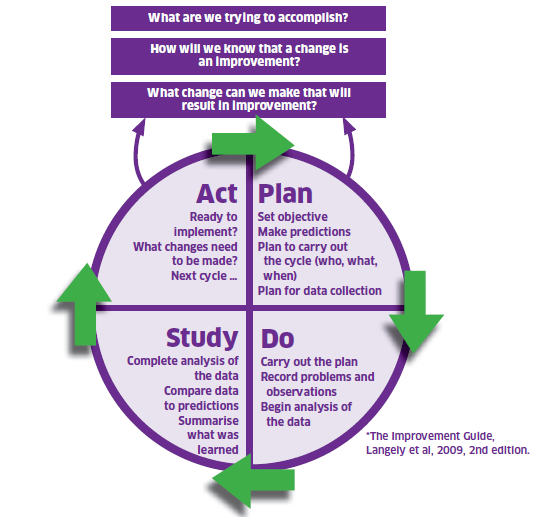 What are we trying to accomplish?
How will we know that a change is
an improvement?
What change can we make that will
result in improvement?
Act
Ready to
implement?
What changes need
to be made?
Next cycle ...
Plan
Set objective
Make predictions
Plan to carry out
the cycle (who, what,
when)
Plan for data collection
Study
Complete analysis of
the data
Compare data
to predictions
Summarise
what was
learned
Do
Carry out the plan
Record problems and
observations
Begin analysis of
the data
*The Improvement Guide,
Langely et al, 2009, 2nd edition.